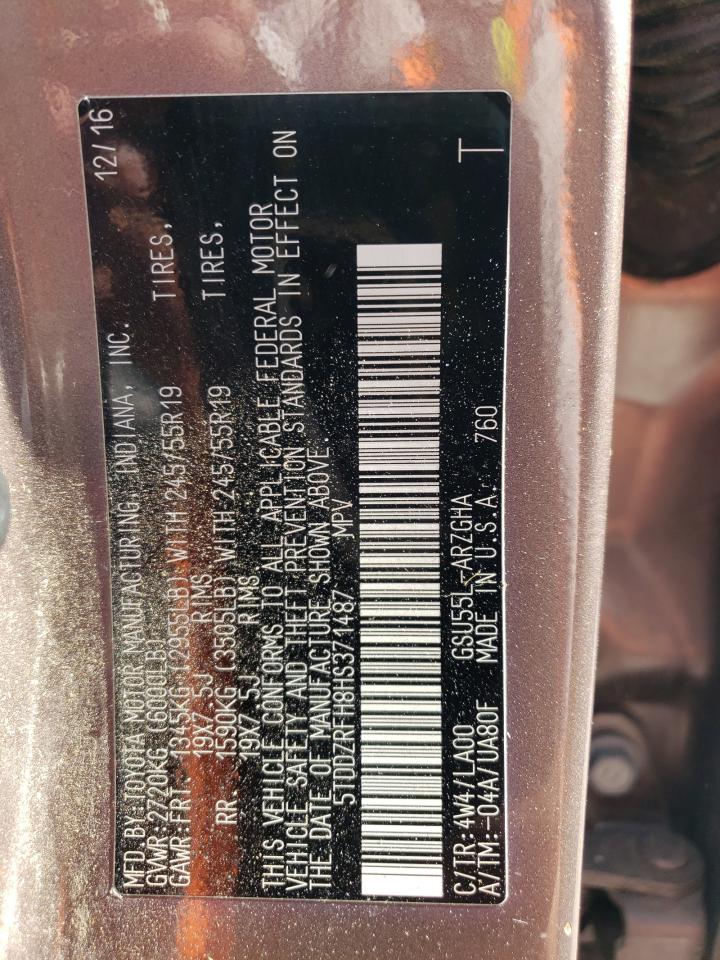 MFD. BY TOYOTA MOTOR MANUFACTURING, INDIANA, INC. 12/16
GVWR:2720KG (6000LB)
GAWR:FRT. 1345KG (2955LB) WITH 245/55R19 TIRES,
19X7.5J RIMS
RR. 1590KG (3505LB) WITH 245/55R19 TIRES,
19X7.5J RIMS
THIS VEHICLE CONFORMS TO ALL APPLICABLE FEDERAL MOTOR
VEHICLE SAFETY AND THEFT PREVENTION STANDARDS IN EFFECT ON
THE DATE OF MANUFACTURE SHOWN ABOVE.
5TDDZRFH8HS371487 MPV
C/TR:4W4/LA00 GSU55L-ARZGHA
A/TM:-04A/UA80F MADE IN U.S.A. 760 T